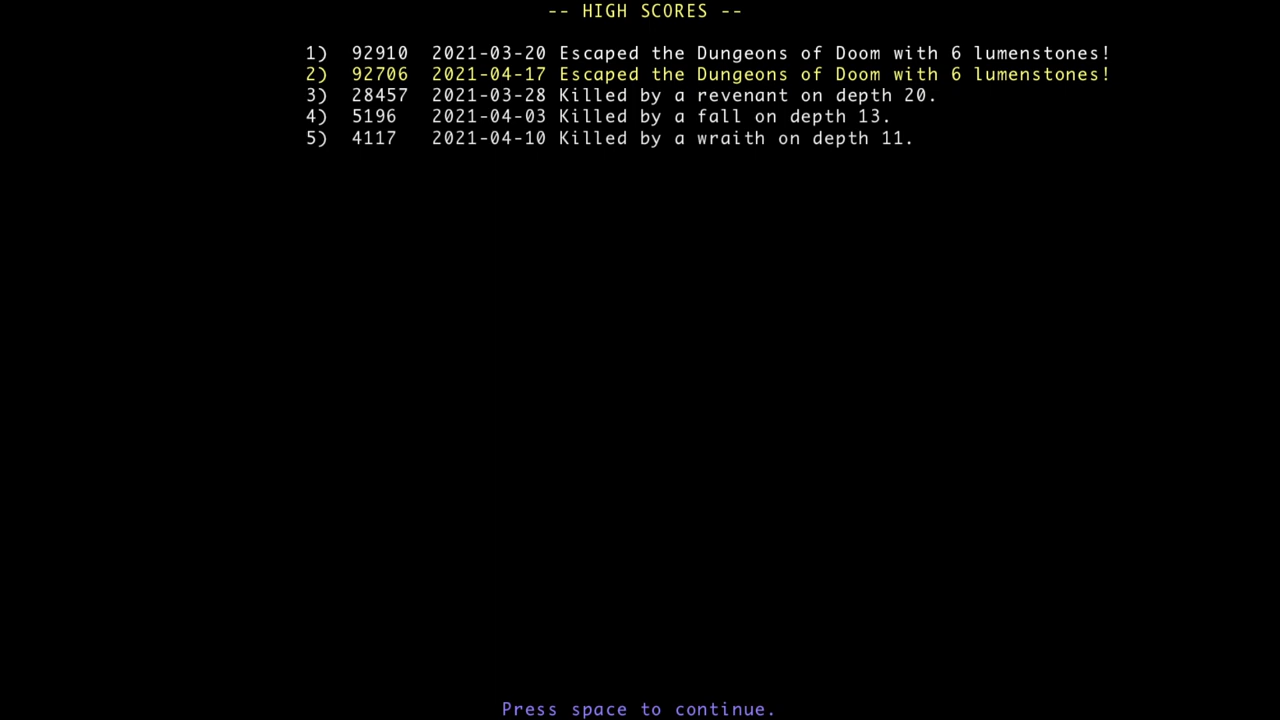 -- HIGH SCORES --
1) 92910 2021-03-20 Escaped the Dungeons of Doom with 6 lumenstones!
2) 92706 2021-04-17 Escaped the Dungeons of Doom with 6 lumenstones!
3) 28457 2021-03-28 Killed by a revenant on depth 20.
4) 5196 2021-04-03 Killed by a fall on depth 13.
5) 4117 2021-04-10 Killed by a wraith on depth 11.
Press space to continue.